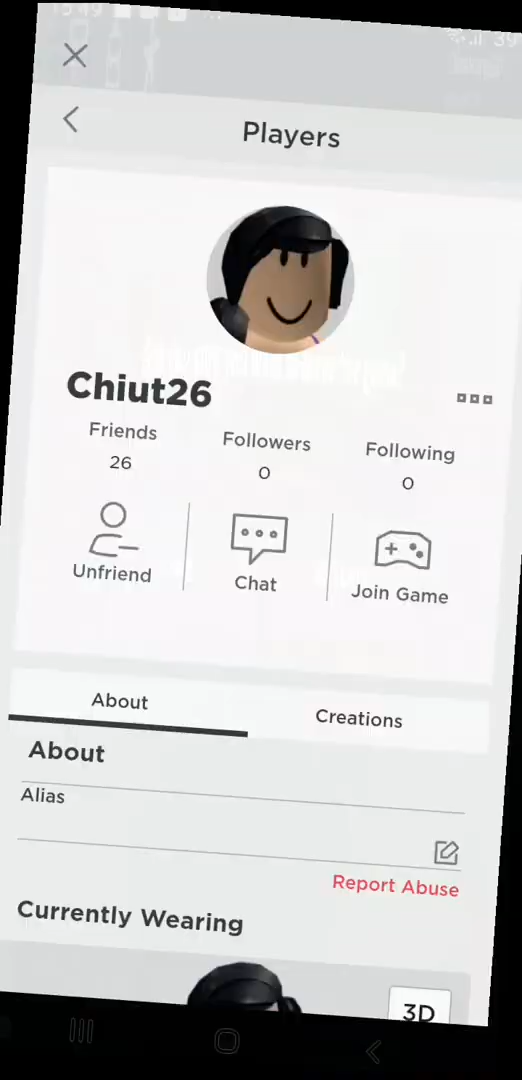 Players
Chiut26
Friends
Followers
Following
26
0
0
Unfriend
Chat
Join Game
About
Creations
About
Alias
Report Abuse
Currently Wearing
3D